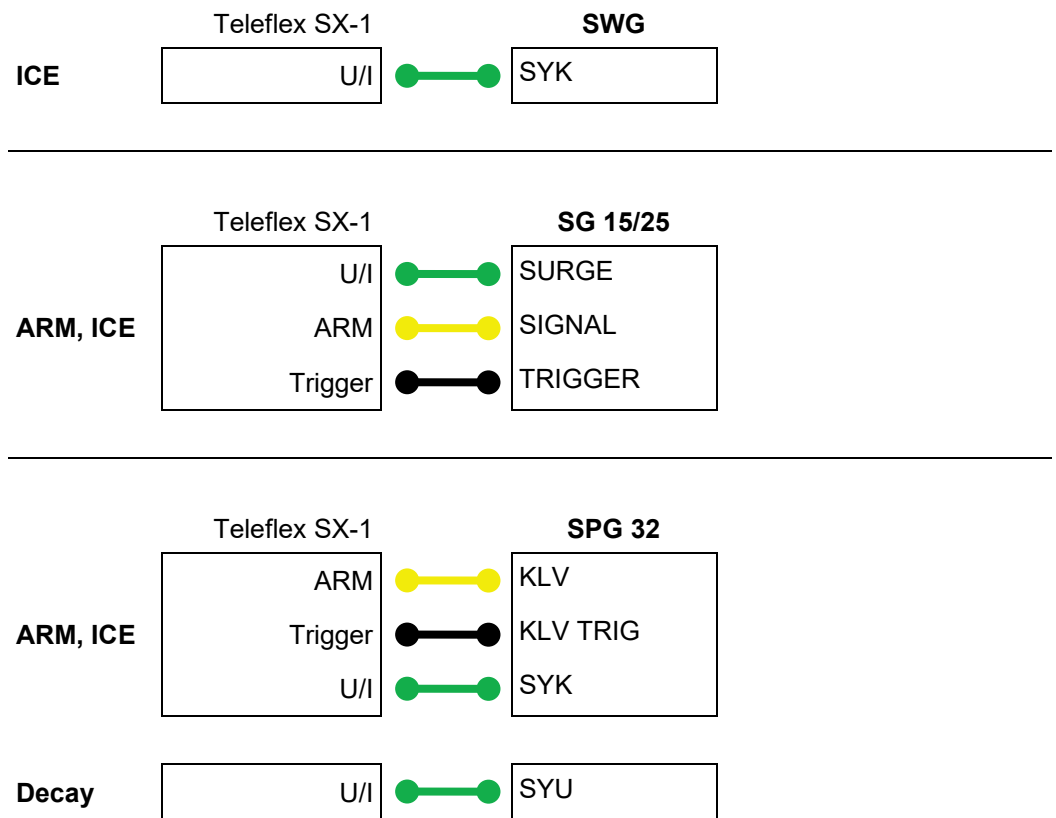 Teleflex SX-1 SWG
ICE U/I SYK
Teleflex SX-1 SG 15/25
U/I SURGE
ARM, ICE ARM SIGNAL
Trigger TRIGGER
Teleflex SX-1 SPG 32
ARM KLV
ARM, ICE Trigger KLV TRIG
U/I SYK
Decay U/I SYU